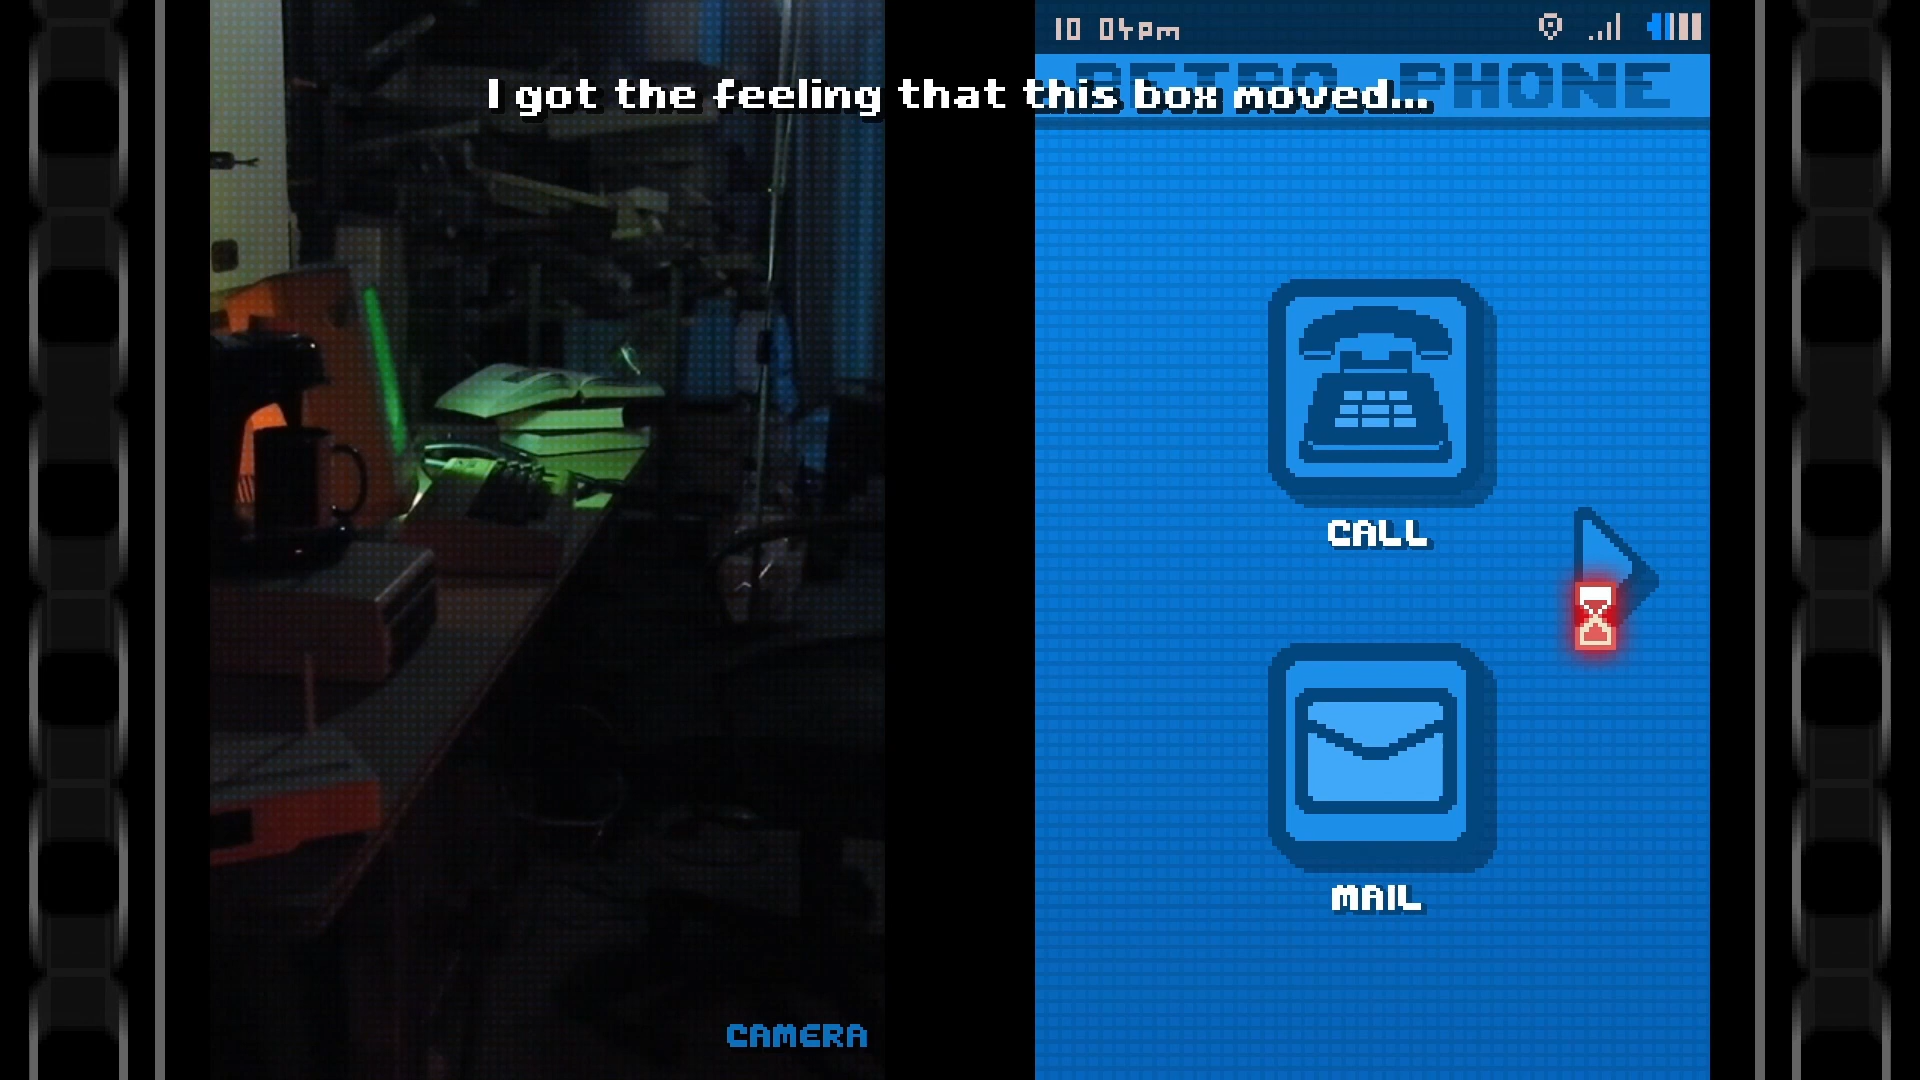 10 04pm
RETRO PHONE
I got the feeling that this box moved...
CALL
MAIL
CAMERA